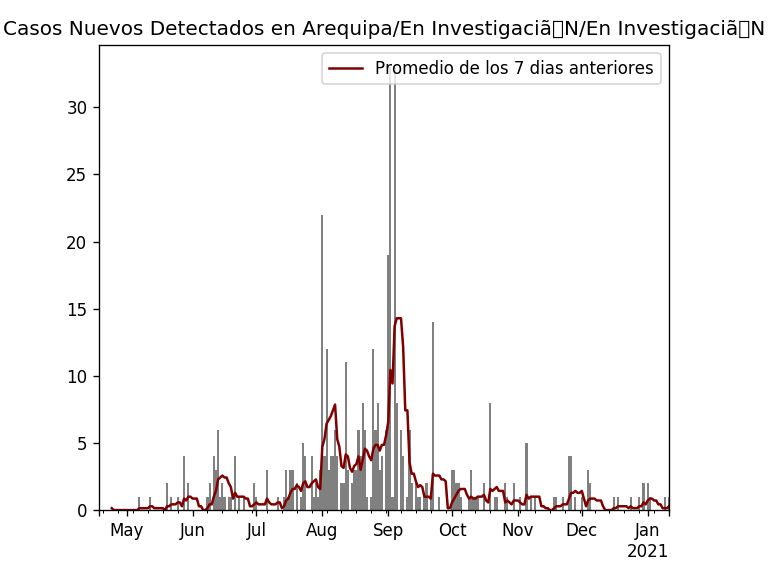 Casos Nuevos Detectados en Arequipa/En Investigaciã▯N/En Investigaciã▯N
Promedio de los 7 dias anteriores
30
25
20
15
10
5
0
May Jun Jul Aug Sep Oct Nov Dec Jan
2021